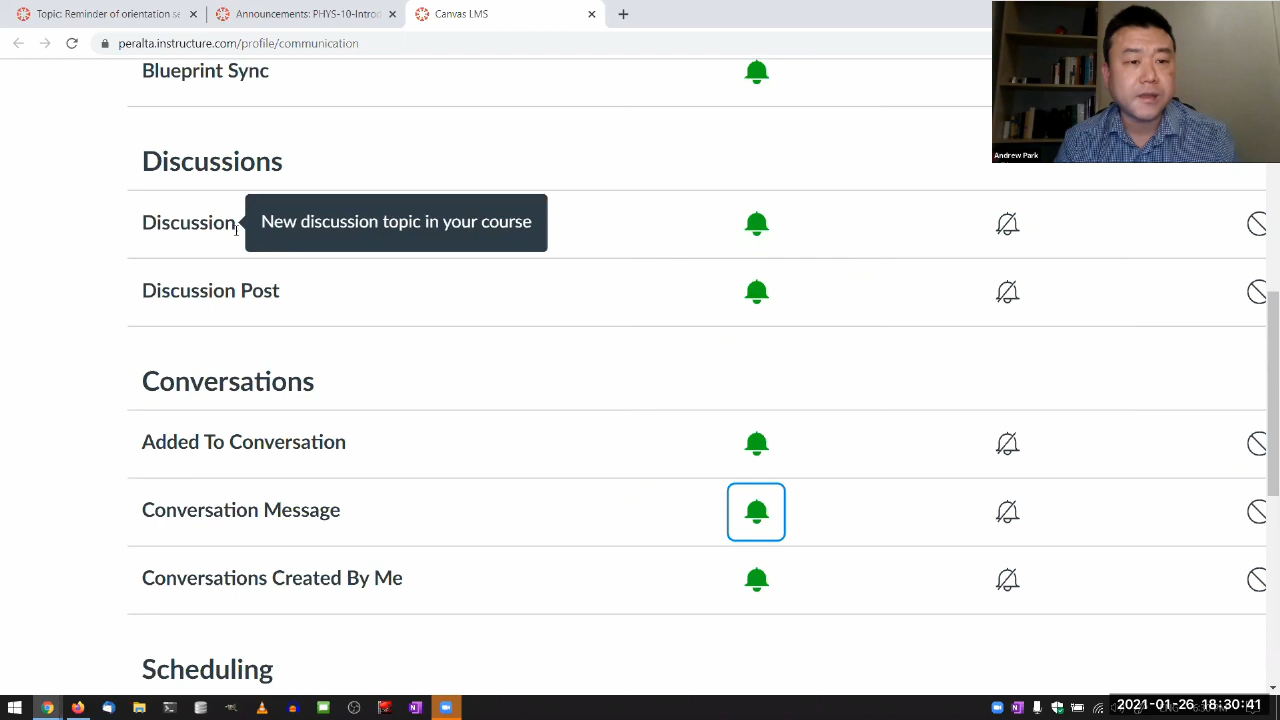 Topic: Reminder of orientation se
Announcement: PHYS-10-Introd
Canvas LMS
peralta.instructure.com/profile/communication
Andrew Park
Blueprint Sync
Discussions
Discussion
New discussion topic in your course
Discussion Post
Conversations
Added To Conversation
Conversation Message
Conversations Created By Me
Scheduling
2021-01-26 18:30:41